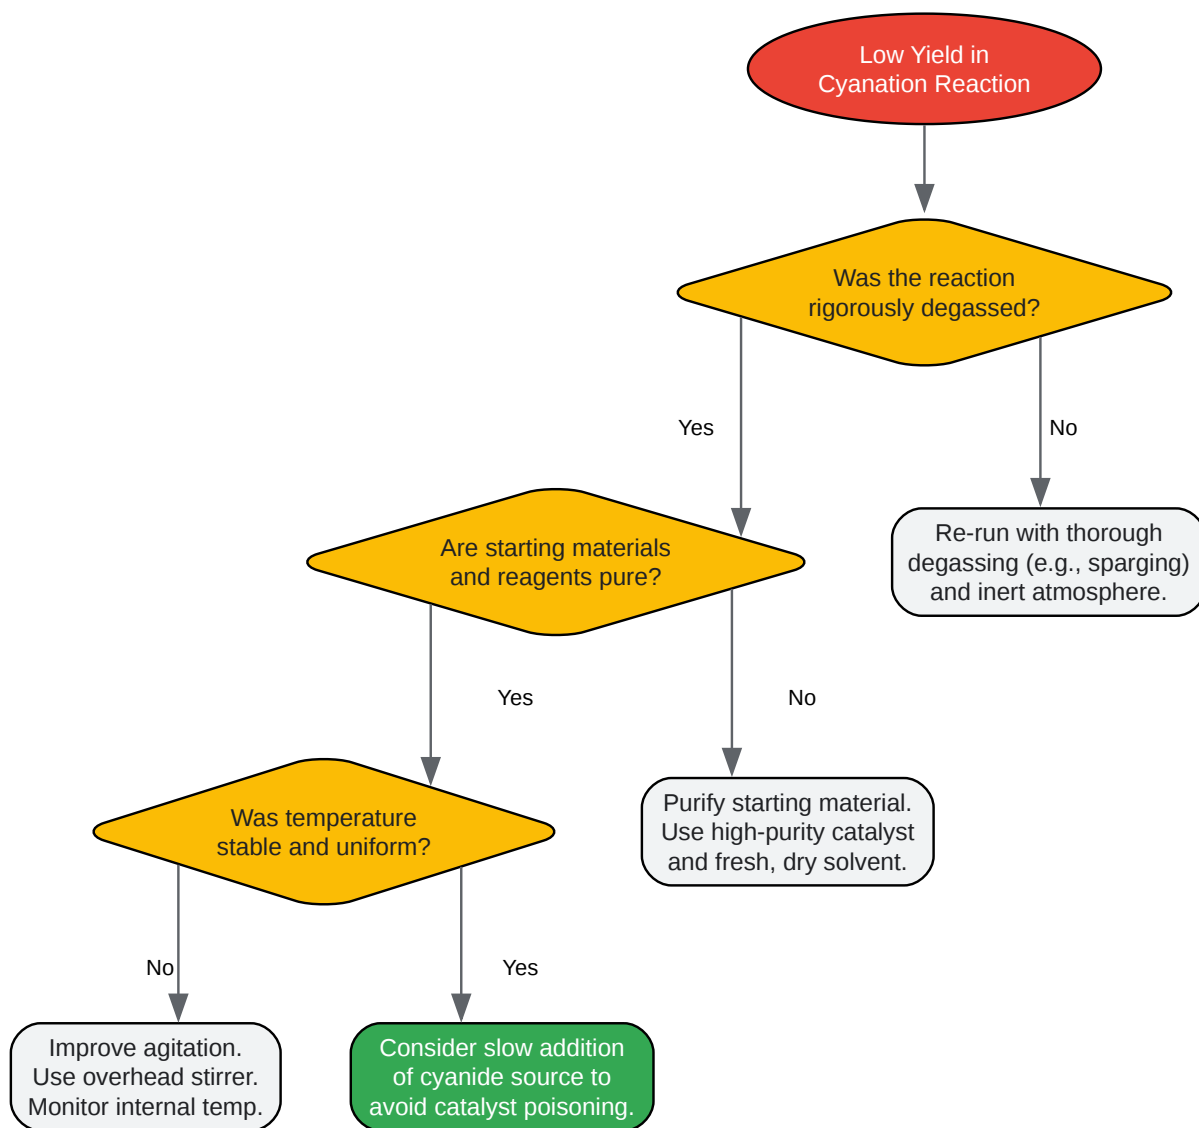 Low Yield in
Cyanation Reaction
Was the reaction
rigorously degassed?
Yes
No
Are starting materials
and reagents pure?
Re-run with thorough
degassing (e.g., sparging)
and inert atmosphere.
Yes
No
Was temperature
stable and uniform?
Purify starting material.
Use high-purity catalyst
and fresh, dry solvent.
No
Yes
Improve agitation.
Use overhead stirrer.
Monitor internal temp.
Consider slow addition
of cyanide source to
avoid catalyst poisoning.